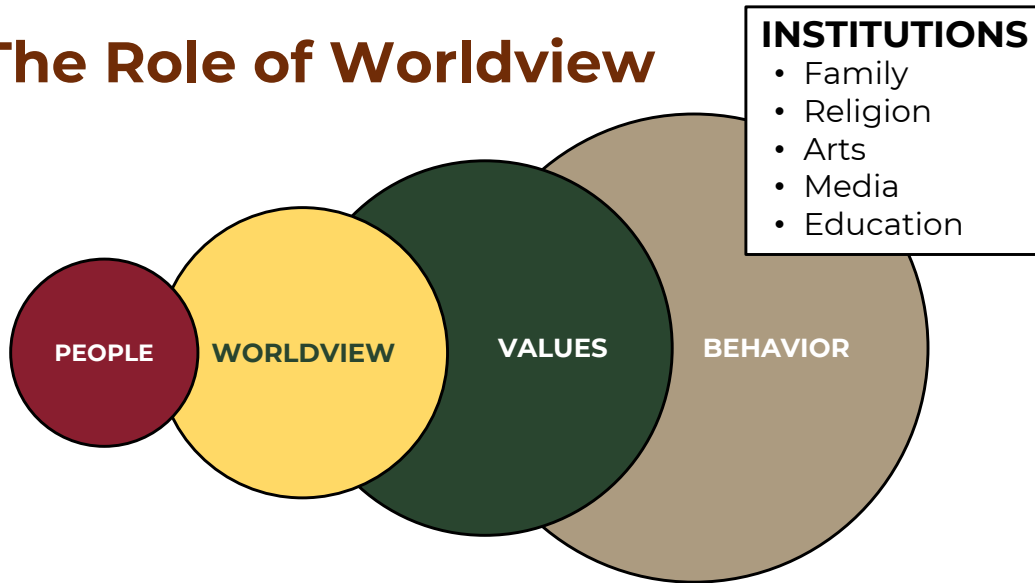 The Role of Worldview
INSTITUTIONS
• Family
• Religion
• Arts
• Media
• Education
PEOPLE
WORLDVIEW
VALUES
BEHAVIOR